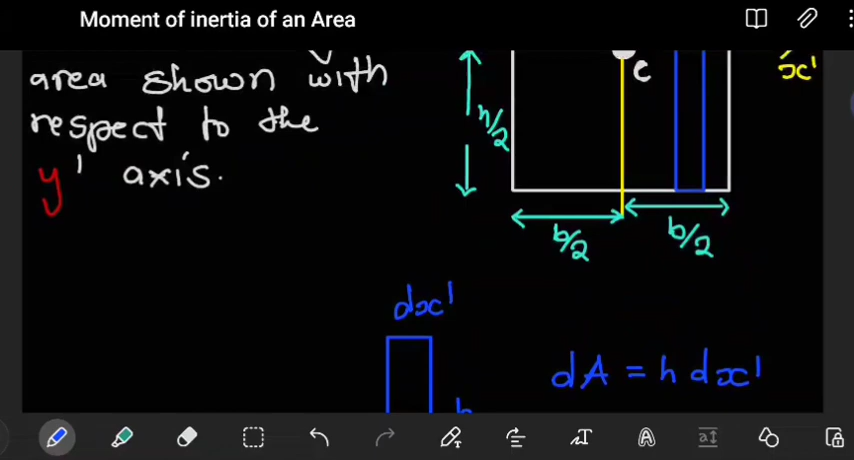 Moment of inertia of an Area
area shown with
respect to the
y' axis.
C
x'
h/2
b/2
b/2
dx'
dA = h dx'